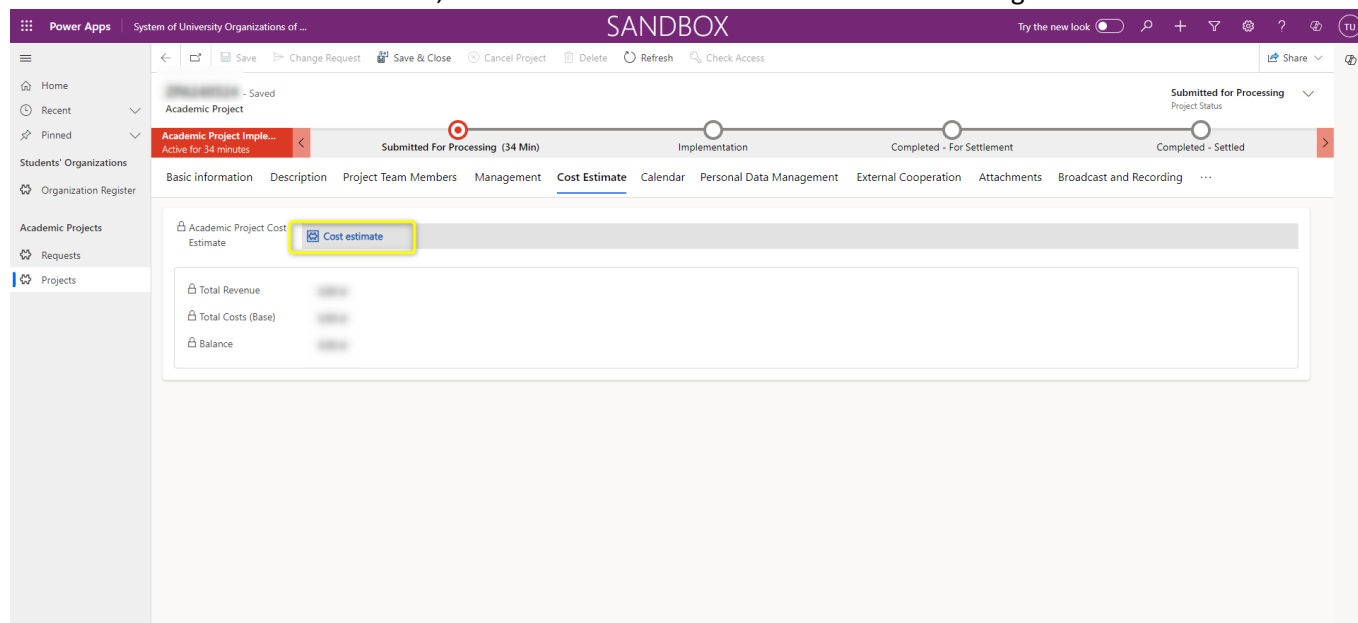 Power Apps System of University Organizations of ... SANDBOX Try the new look TU
Save Change Request Save & Close Cancel Project Delete Refresh Check Access Share
Home
Recent
Pinned
Students' Organizations
Organization Register
Academic Projects
Requests
Projects
- Saved
Academic Project
Submitted for Processing
Project Status
Academic Project Imple...
Active for 34 minutes
Submitted For Processing (34 Min) Implementation Completed - For Settlement Completed - Settled
Basic information Description Project Team Members Management Cost Estimate Calendar Personal Data Management External Cooperation Attachments Broadcast and Recording ...
Academic Project Cost
Estimate
Cost estimate
Total Revenue
Total Costs (Base)
Balance